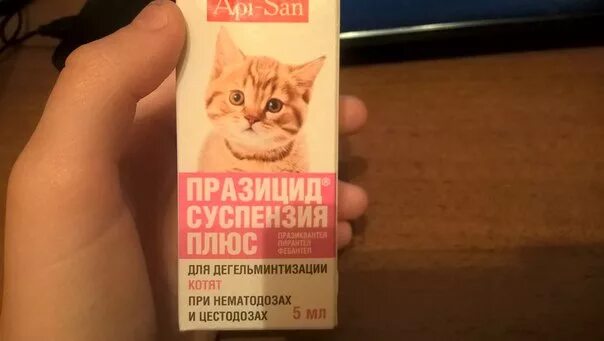 Api-San
ПРАЗИЦИД®
СУСПЕНЗИЯ
ПЛЮС
ПРАЗИКВАНТЕЛ
ПИРАНТЕЛ
ФЕБАНТЕЛ
ДЛЯ ДЕГЕЛЬМИНТИЗАЦИИ
КОТЯТ
ПРИ НЕМАТОДОЗАХ
И ЦЕСТОДОЗАХ
5 мл